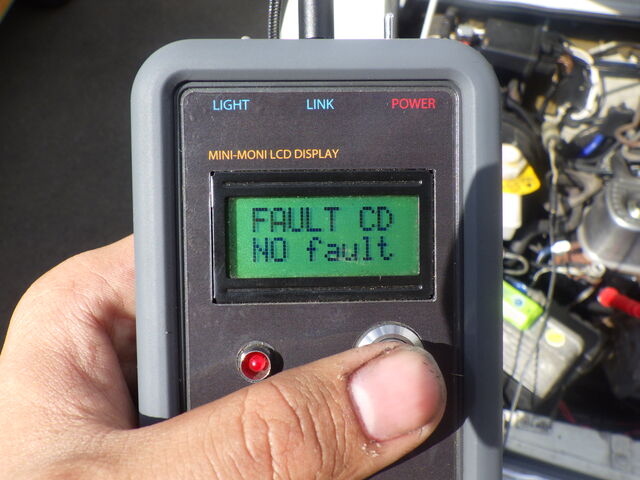 LIGHT LINK POWER
MINI-MONI LCD DISPLAY
FAULT CD
NO fault